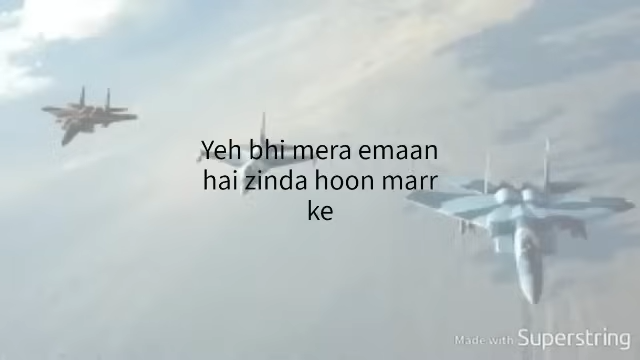 Yeh bhi mera emaan
hai zinda hoon marr
ke
Made with Superstring